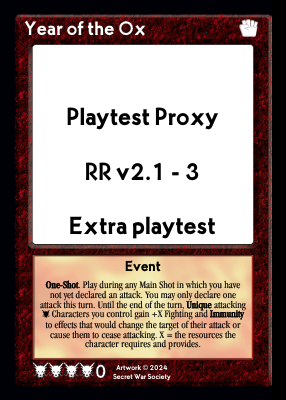 Year of the Ox
Playtest Proxy
RR v2.1 - 3
Extra playtest
Event
One-Shot. Play during any Main Shot in which you
have not yet declared an attack. You may only declare one
attack this turn. Until the end of the turn, Unique attacking
Characters you control gain +X Fighting and Immunity
to effects that would change the target of their attack or
cause them to cease attacking. X = the resources the
character requires and provides.
0
Artwork © 2024
Secret War Society